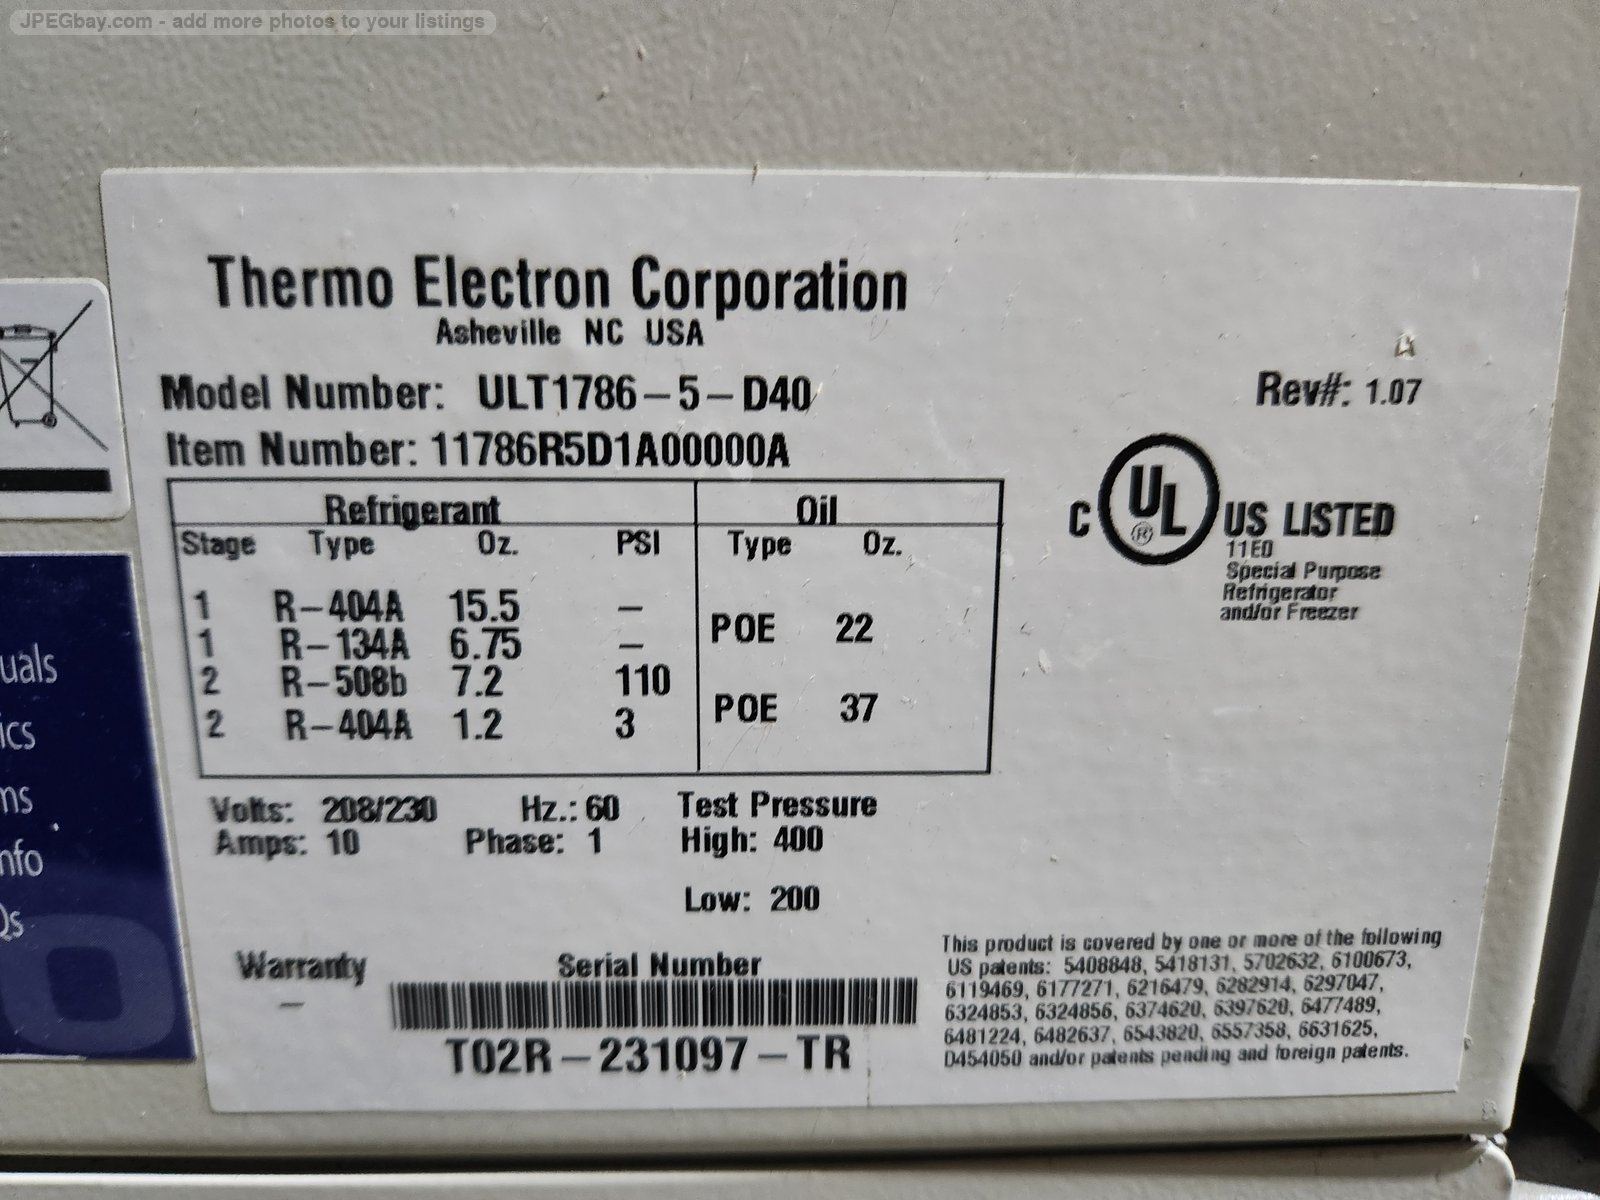 JPEGbay.com - add more photos to your listings
Thermo Electron Corporation
Asheville NC USA
Model Number: ULT1786-5-D40
Rev#: 1.07
Item Number: 11786R5D1A00000A
Refrigerant Oil
Stage Type Oz. PSI Type Oz.
1 R-404A 15.5 -
1 R-134A 6.75 -
POE 22
2 R-508b 7.2 110
2 R-404A 1.2 3
POE 37
C UL ® US LISTED
11E0
Special Purpose
Refrigerator
and/or Freezer
Volts: 208/230 Hz.: 60 Test Pressure
Amps: 10 Phase: 1 High: 400
Low: 200
Warranty
-
Serial Number
T02R-231097-TR
This product is covered by one or more of the following
US patents: 5408848, 5418131, 5702632, 6100673,
6119469, 6177271, 6216479, 6282914, 6297047,
6324853, 6324856, 6374620, 6397620, 6477489,
6481224, 6482637, 6543820, 6557358, 6631625,
D454050 and/or patents pending and foreign patents.
uals
ics
ms
nfo
Qs